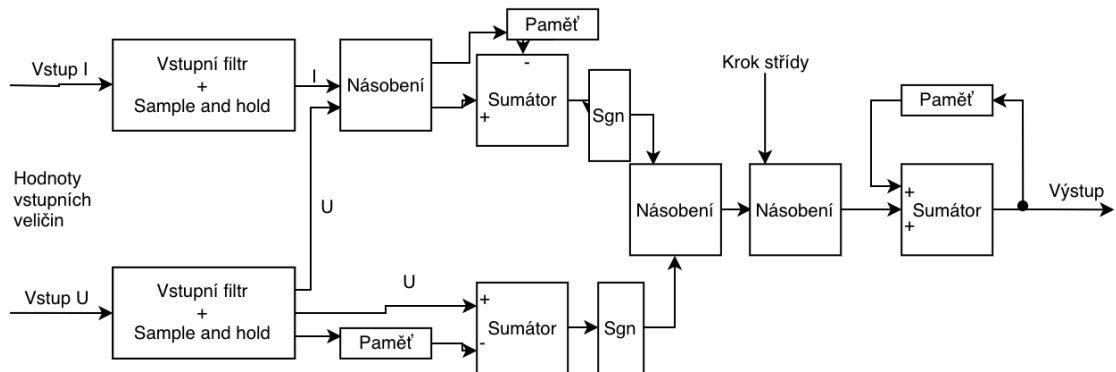 Paměť
-
Vstup I
Vstupní filtr
+
Sample and hold
I
Násobení
Sumátor
+
Sgn
Krok střídy
Paměť
Hodnoty
vstupních
veličin
U
Násobení
Násobení
+
Sumátor
+
Výstup
Vstup U
Vstupní filtr
+
Sample and hold
U
Paměť
+
Sumátor
-
Sgn